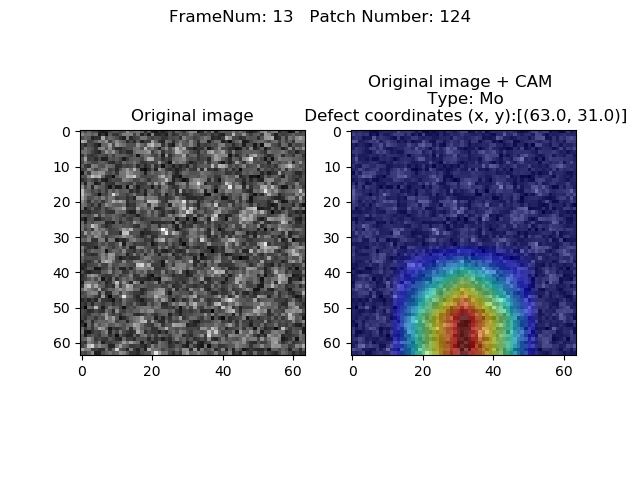 FrameNum: 13   Patch Number: 124
Original image
0
10
20
30
40
50
60
0 20 40 60
Original image + CAM
Type: Mo
Defect coordinates (x, y):[(63.0, 31.0)]
0
10
20
30
40
50
60
0 20 40 60